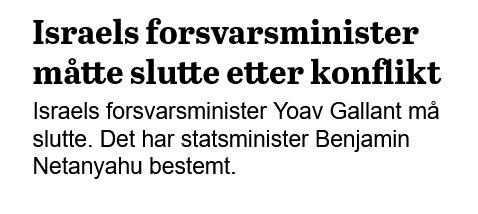 Israels forsvarsminister
måtte slutte etter konflikt
Israels forsvarsminister Yoav Gallant må
slutte. Det har statsminister Benjamin
Netanyahu bestemt.